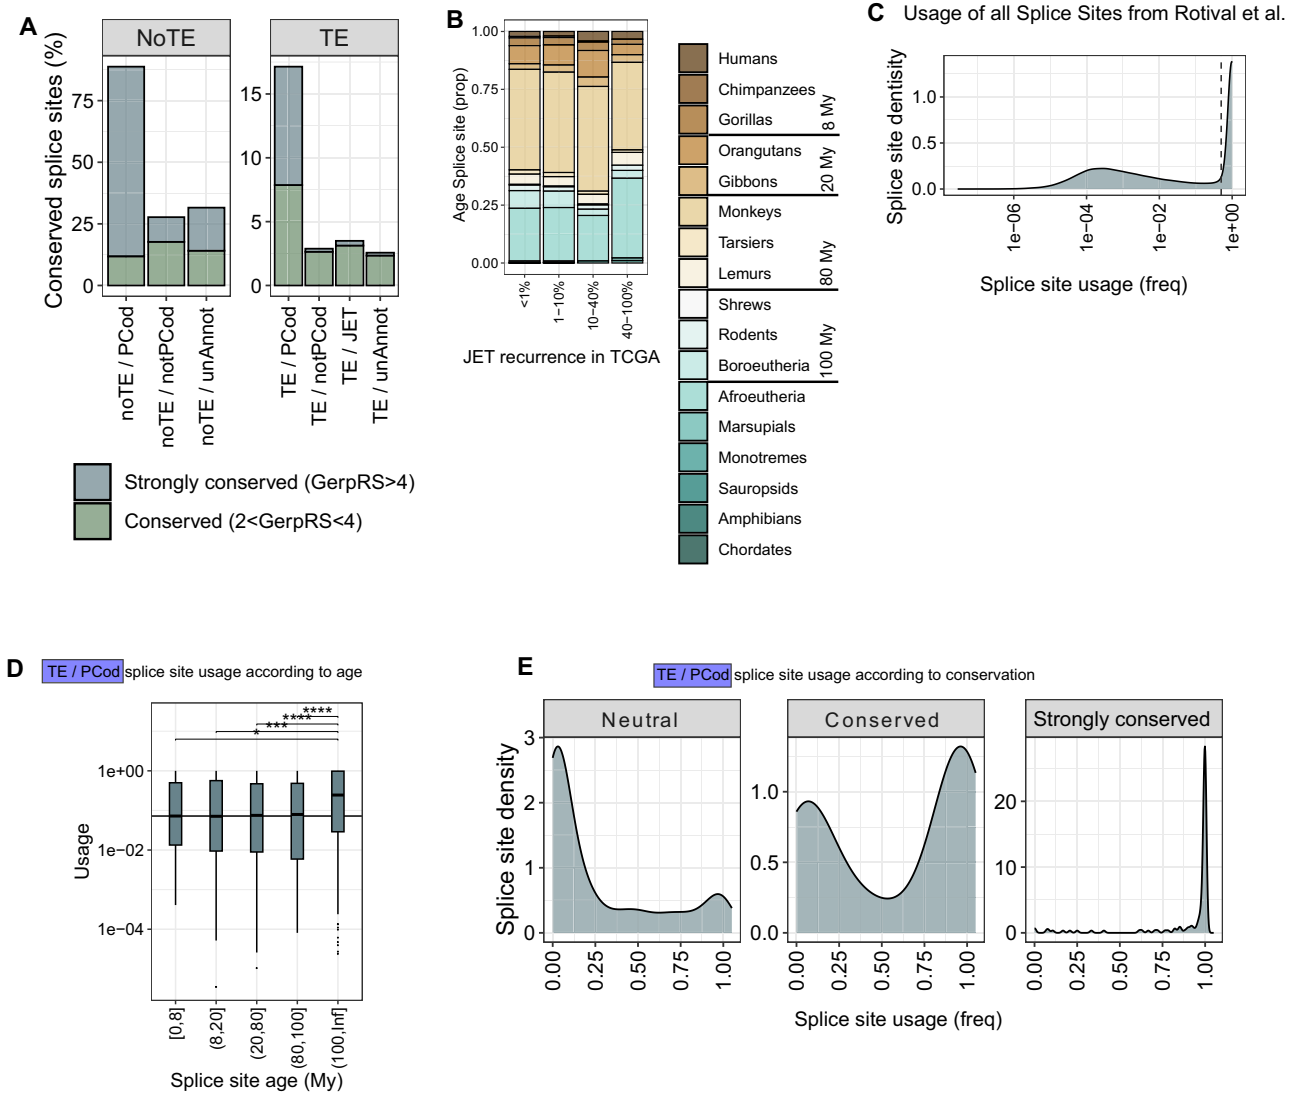 A
NoTE
TE
Conserved splice sites (%)
75
50
25
0
15
10
5
0
noTE / PCod
noTE / notPCod
noTE / unAnnot
TE / PCod
TE / notPCod
TE / JET
TE / unAnnot
Strongly conserved (GerpRS>4)
Conserved (2<GerpRS<4)
B
Age Splice site (prop)
1.00
0.75
0.50
0.25
0.00
<1%
1−10%
10−40%
40−100%
JET recurrence in TCGA
Humans
Chimpanzees
Gorillas
8 My
Orangutans
Gibbons
20 My
Monkeys
Tarsiers
Lemurs
80 My
Shrews
Rodents
Boroeutheria
100 My
Afroeutheria
Marsupials
Monotremes
Sauropsids
Amphibians
Chordates
C
Usage of all Splice Sites from Rotival et al.
Splice site dentisity
1.0
0.5
0.0
1e−06
1e−04
1e−02
1e+00
Splice site usage (freq)
D
TE / PCod splice site usage according to age
****
****
***
*
Usage
1e+00
1e−02
1e−04
[0,8]
(8,20]
(20,80]
(80,100]
(100,Inf]
Splice site age (My)
E
TE / PCod splice site usage according to conservation
Neutral
Conserved
Strongly conserved
Splice site density
3
2
1
0
1.0
0.5
0.0
20
10
0
0.00
0.25
0.50
0.75
1.00
0.00
0.25
0.50
0.75
1.00
0.00
0.25
0.50
0.75
1.00
Splice site usage (freq)